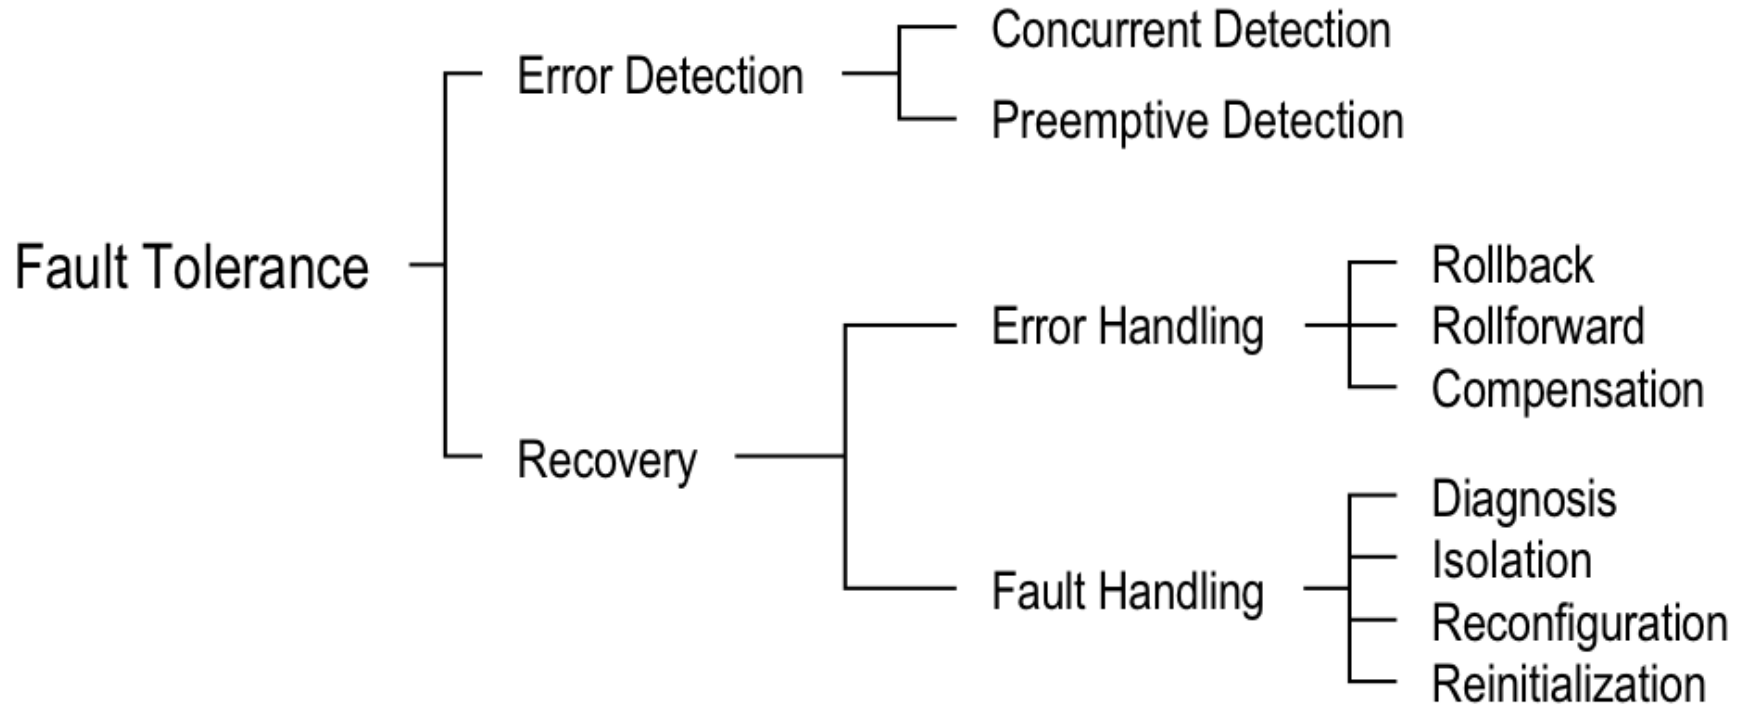 Fault Tolerance
Error Detection
Concurrent Detection
Preemptive Detection
Recovery
Error Handling
Rollback
Rollforward
Compensation
Fault Handling
Diagnosis
Isolation
Reconfiguration
Reinitialization